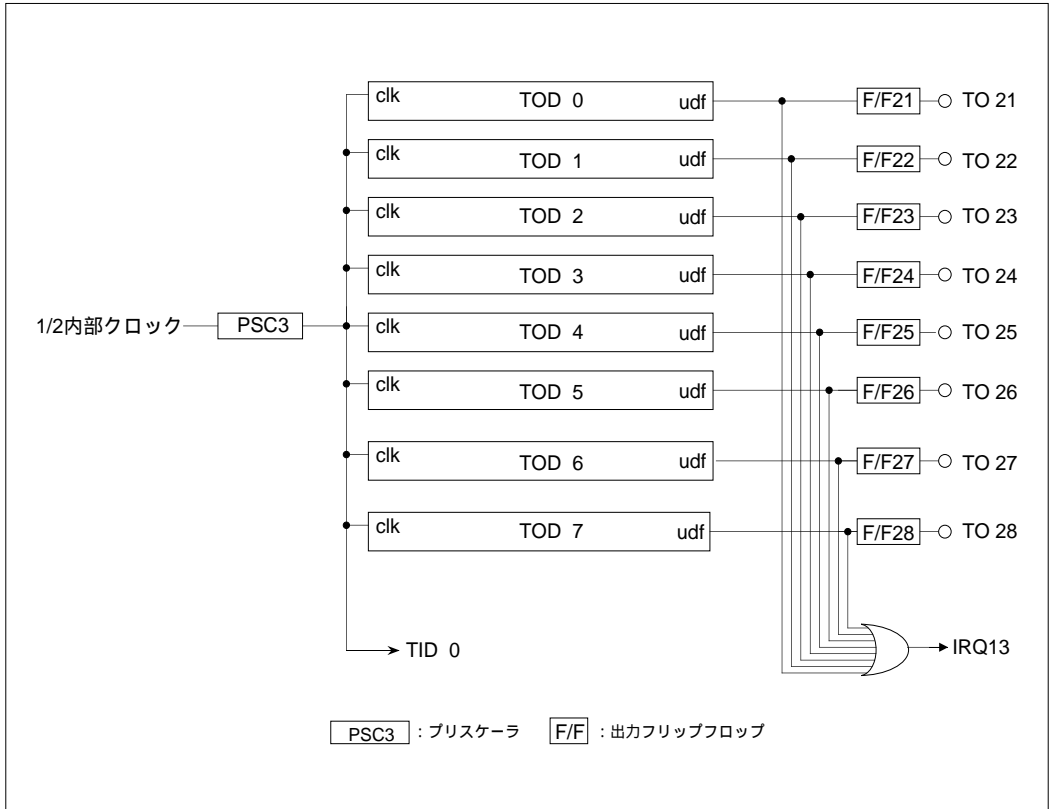 clk TOD 0 udf F/F21 TO 21
clk TOD 1 udf F/F22 TO 22
clk TOD 2 udf F/F23 TO 23
clk TOD 3 udf F/F24 TO 24
1/2内部クロック PSC3 clk TOD 4 udf F/F25 TO 25
clk TOD 5 udf F/F26 TO 26
clk TOD 6 udf F/F27 TO 27
clk TOD 7 udf F/F28 TO 28
TID 0 IRQ13
PSC3 : プリスケーラ F/F : 出力フリップフロップ